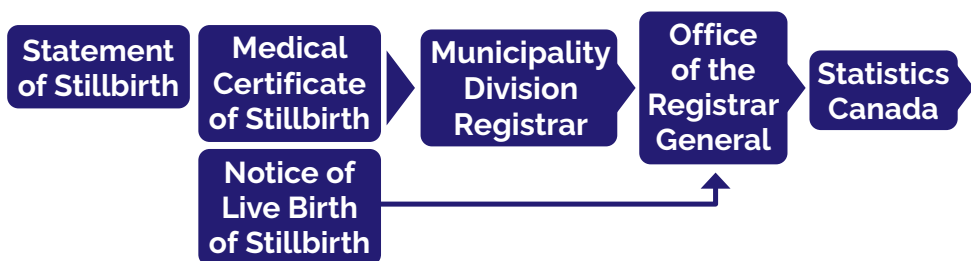 Statement
of Stillbirth
Medical
Certificate
of Stillbirth
Municipality
Division
Registrar
Office
of the
Registrar
General
Statistics
Canada
Notice of
Live Birth
of Stillbirth